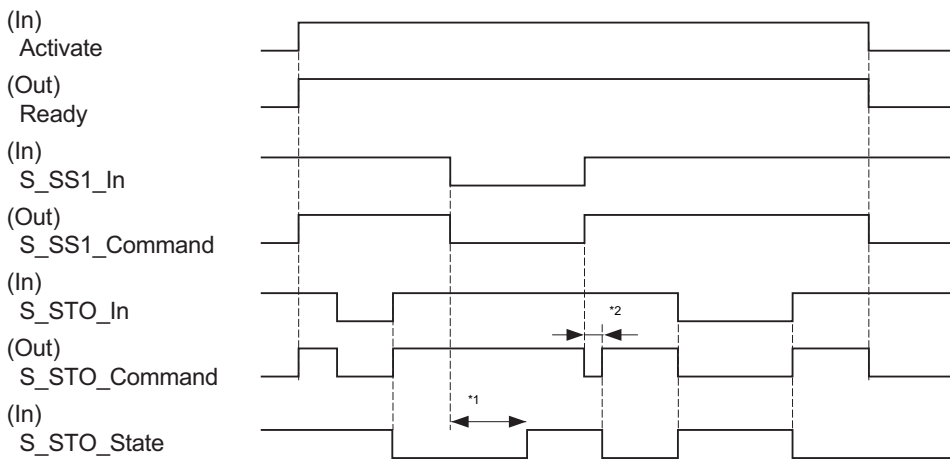 (In)
Activate
(Out)
Ready
(In)
S_SS1_In
(Out)
S_SS1_Command
(In)
S_STO_In
*2
(Out)
S_STO_Command
*1
(In)
S_STO_State